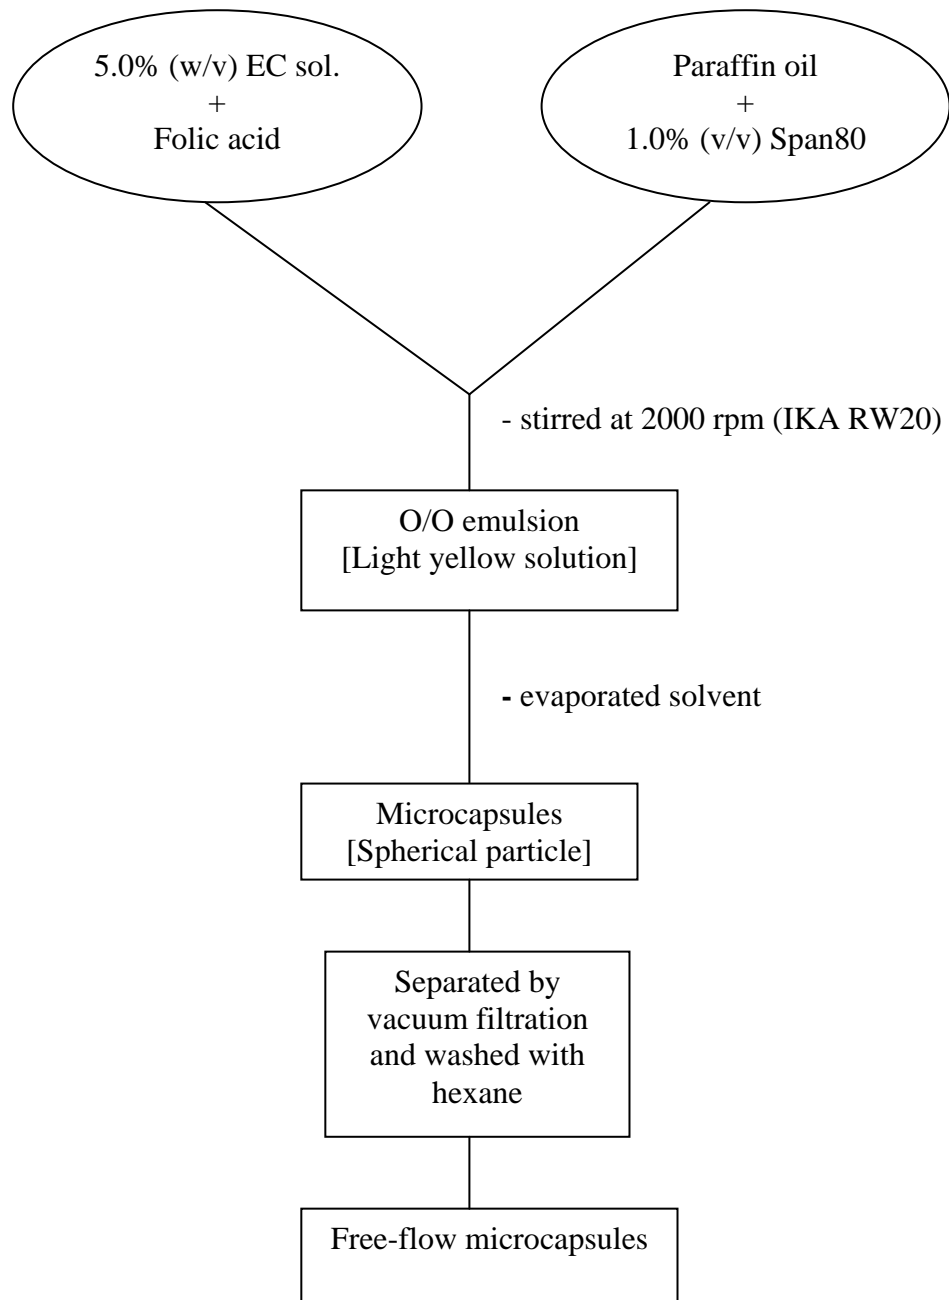 5.0% (w/v) EC sol.
+
Folic acid
Paraffin oil
+
1.0% (v/v) Span80
- stirred at 2000 rpm (IKA RW20)
O/O emulsion
[Light yellow solution]
- evaporated solvent
Microcapsules
[Spherical particle]
Separated by
vacuum filtration
and washed with
hexane
Free-flow microcapsules